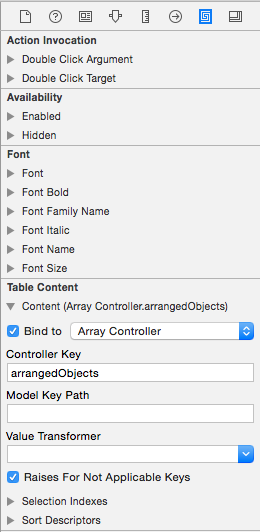 Action Invocation
Double Click Argument
Double Click Target
Availability
Enabled
Hidden
Font
Font
Font Bold
Font Family Name
Font Italic
Font Name
Font Size
Table Content
Content (Array Controller.arrangedObjects)
Bind to Array Controller
Controller Key
arrangedObjects
Model Key Path
Value Transformer
Raises For Not Applicable Keys
Selection Indexes
Sort Descriptors